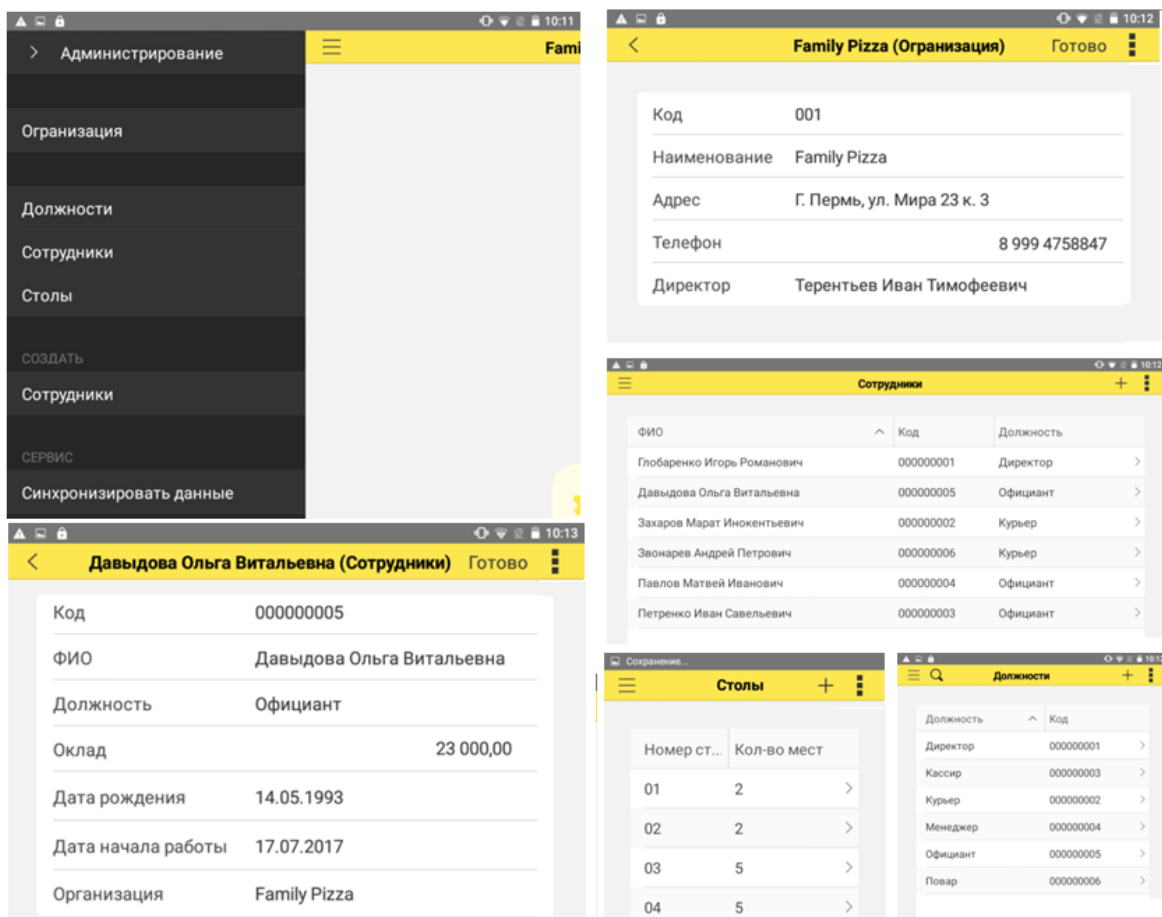 10:11
Администрирование
Fami
Огранизация
Должности
Сотрудники
Столы
СОЗДАТЬ
Сотрудники
СЕРВИС
Синхронизировать данные
10:12
Family Pizza (Огранизация) Готово
Код 001
Наименование Family Pizza
Адрес Г. Пермь, ул. Мира 23 к. 3
Телефон 8 999 4758847
Директор Терентьев Иван Тимофеевич
10:12
Сотрудники
ФИО Код Должность
Глобаренко Игорь Романович 000000001 Директор
Давыдова Ольга Витальевна 000000005 Официант
Захаров Марат Инокентьевич 000000002 Курьер
Звонарев Андрей Петрович 000000006 Курьер
Павлов Матвей Иванович 000000004 Официант
Петренко Иван Савельевич 000000003 Официант
10:13
Давыдова Ольга Витальевна (Сотрудники) Готово
Код 000000005
ФИО Давыдова Ольга Витальевна
Должность Официант
Оклад 23 000,00
Дата рождения 14.05.1993
Дата начала работы 17.07.2017
Организация Family Pizza
Сохранение...
Столы
Номер ст... Кол-во мест
01 2
02 2
03 5
04 5
10:12
Должности
Должность Код
Директор 000000001
Кассир 000000003
Курьер 000000002
Менеджер 000000004
Официант 000000005
Повар 000000006